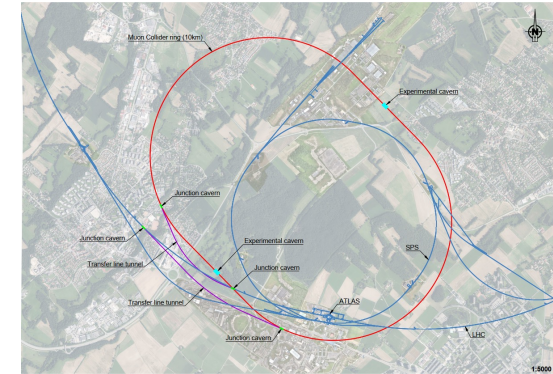 Muon Collider ring (10km)
N
Experimental cavern
Junction cavern
Junction cavern
Experimental cavern
Transfer line tunnel
Junction cavern
SPS
Transfer line tunnel
ATLAS
Junction cavern
LHC
1:5000